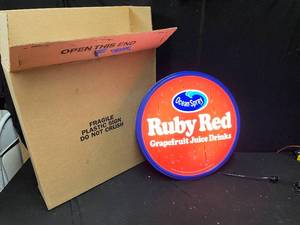 OPEN THIS END
FRAGILE
PLASTIC SIGN
DO NOT CRUSH
Ocean Spray
Ruby Red
Grapefruit Juice Drinks